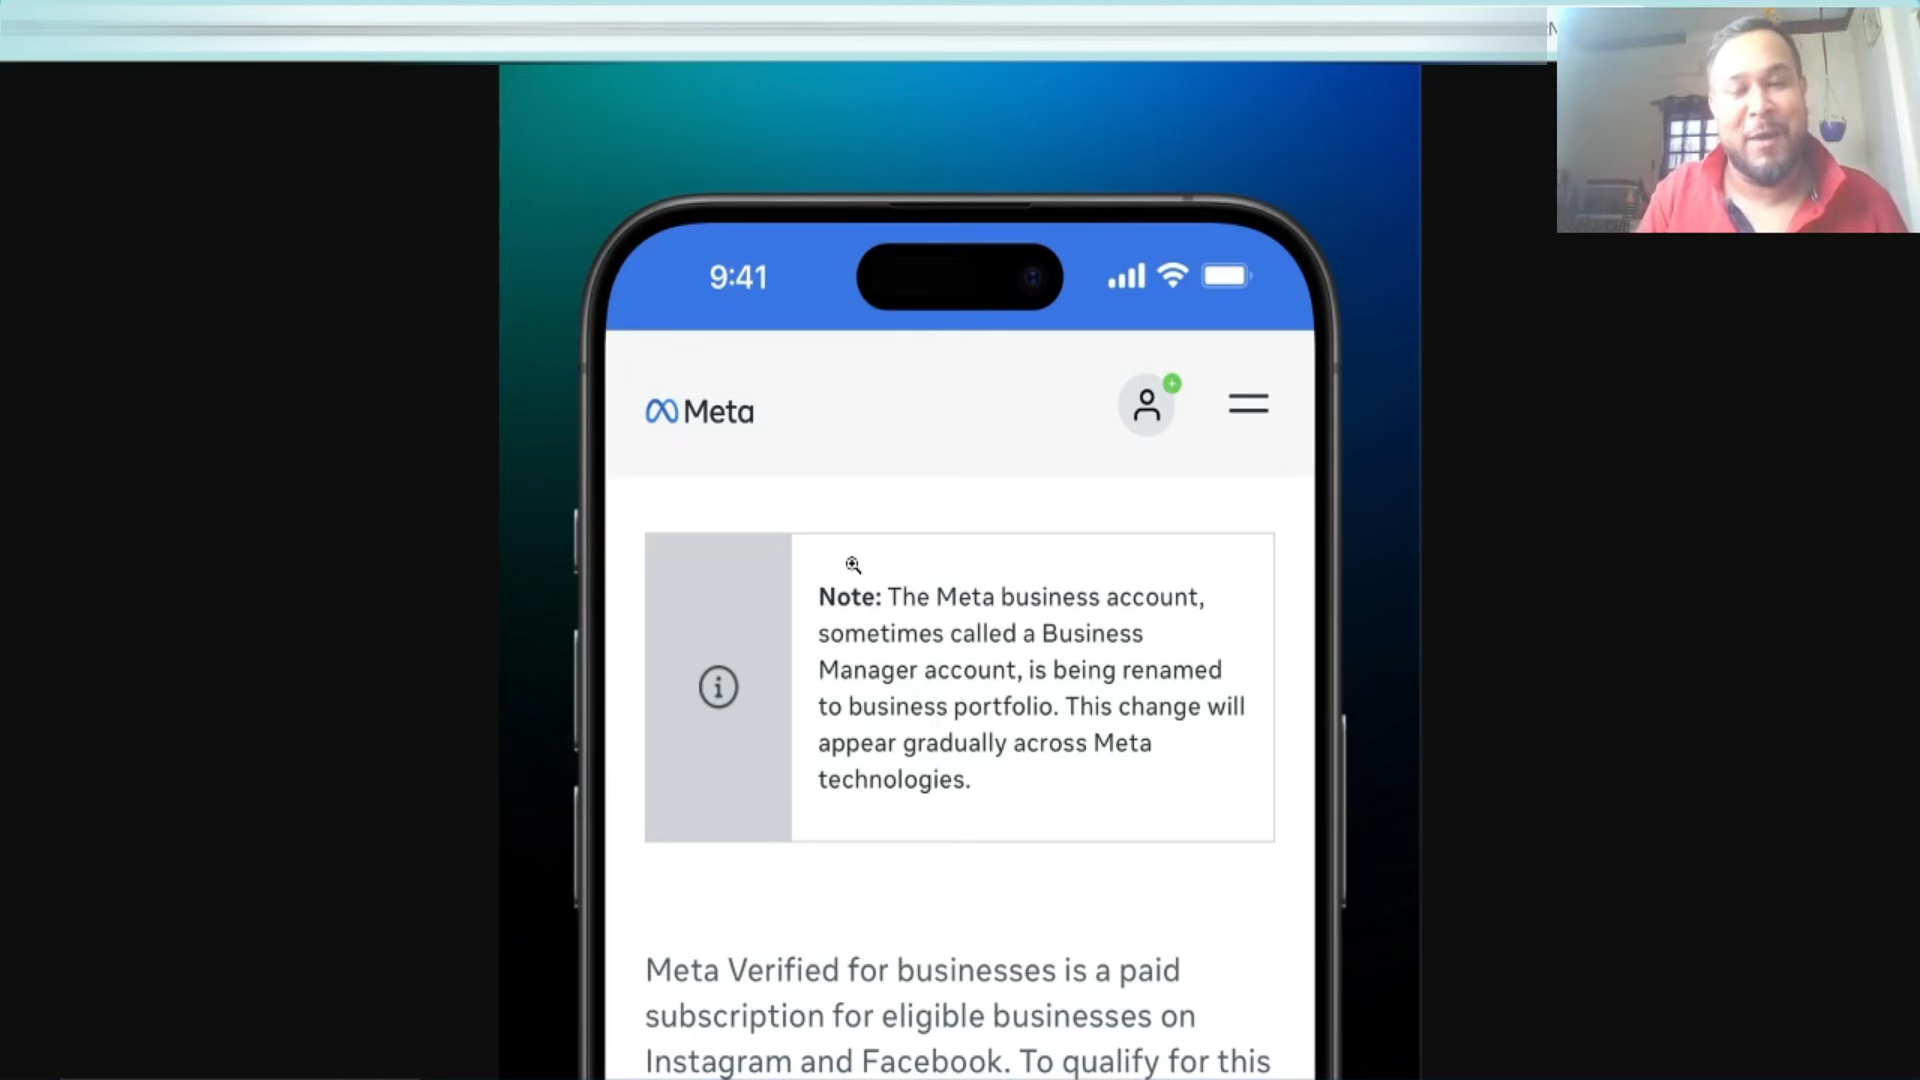 9:41
Meta
Note: The Meta business account,
sometimes called a Business
Manager account, is being renamed
to business portfolio. This change will
appear gradually across Meta
technologies.
Meta Verified for businesses is a paid
subscription for eligible businesses on
Instagram and Facebook. To qualify for this